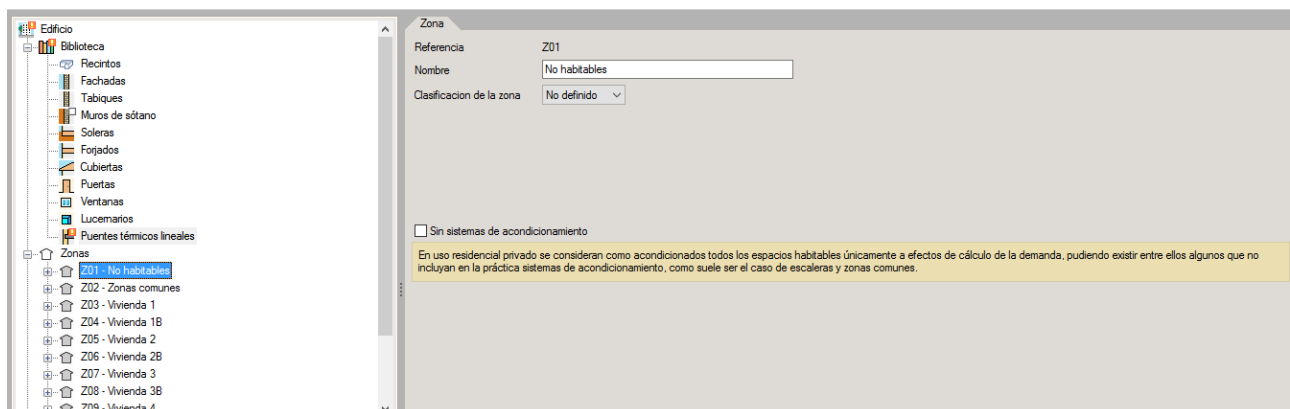 Edificio
Biblioteca
Recintos
Fachadas
Tabiques
Muros de sótano
Soleras
Forjados
Cubiertas
Puertas
Ventanas
Lucernarios
Puentes térmicos lineales
Zonas
Z01 - No habitables
Z02 - Zonas comunes
Z03 - Vivienda 1
Z04 - Vivienda 1B
Z05 - Vivienda 2
Z06 - Vivienda 2B
Z07 - Vivienda 3
Z08 - Vivienda 3B
Z09 - Vivienda 4
Zona
Referencia Z01
Nombre No habitables
Clasificacion de la zona No definido
Sin sistemas de acondicionamiento
En uso residencial privado se consideran como acondicionados todos los espacios habitables únicamente a efectos de cálculo de la demanda, pudiendo existir entre ellos algunos que no
incluyan en la práctica sistemas de acondicionamiento, como suele ser el caso de escaleras y zonas comunes.